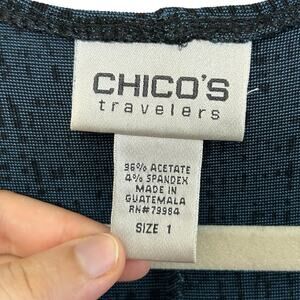 CHICO'S
travelers
96% ACETATE
4% SPANDEX
MADE IN
GUATEMALA
RN#79984
SIZE 1